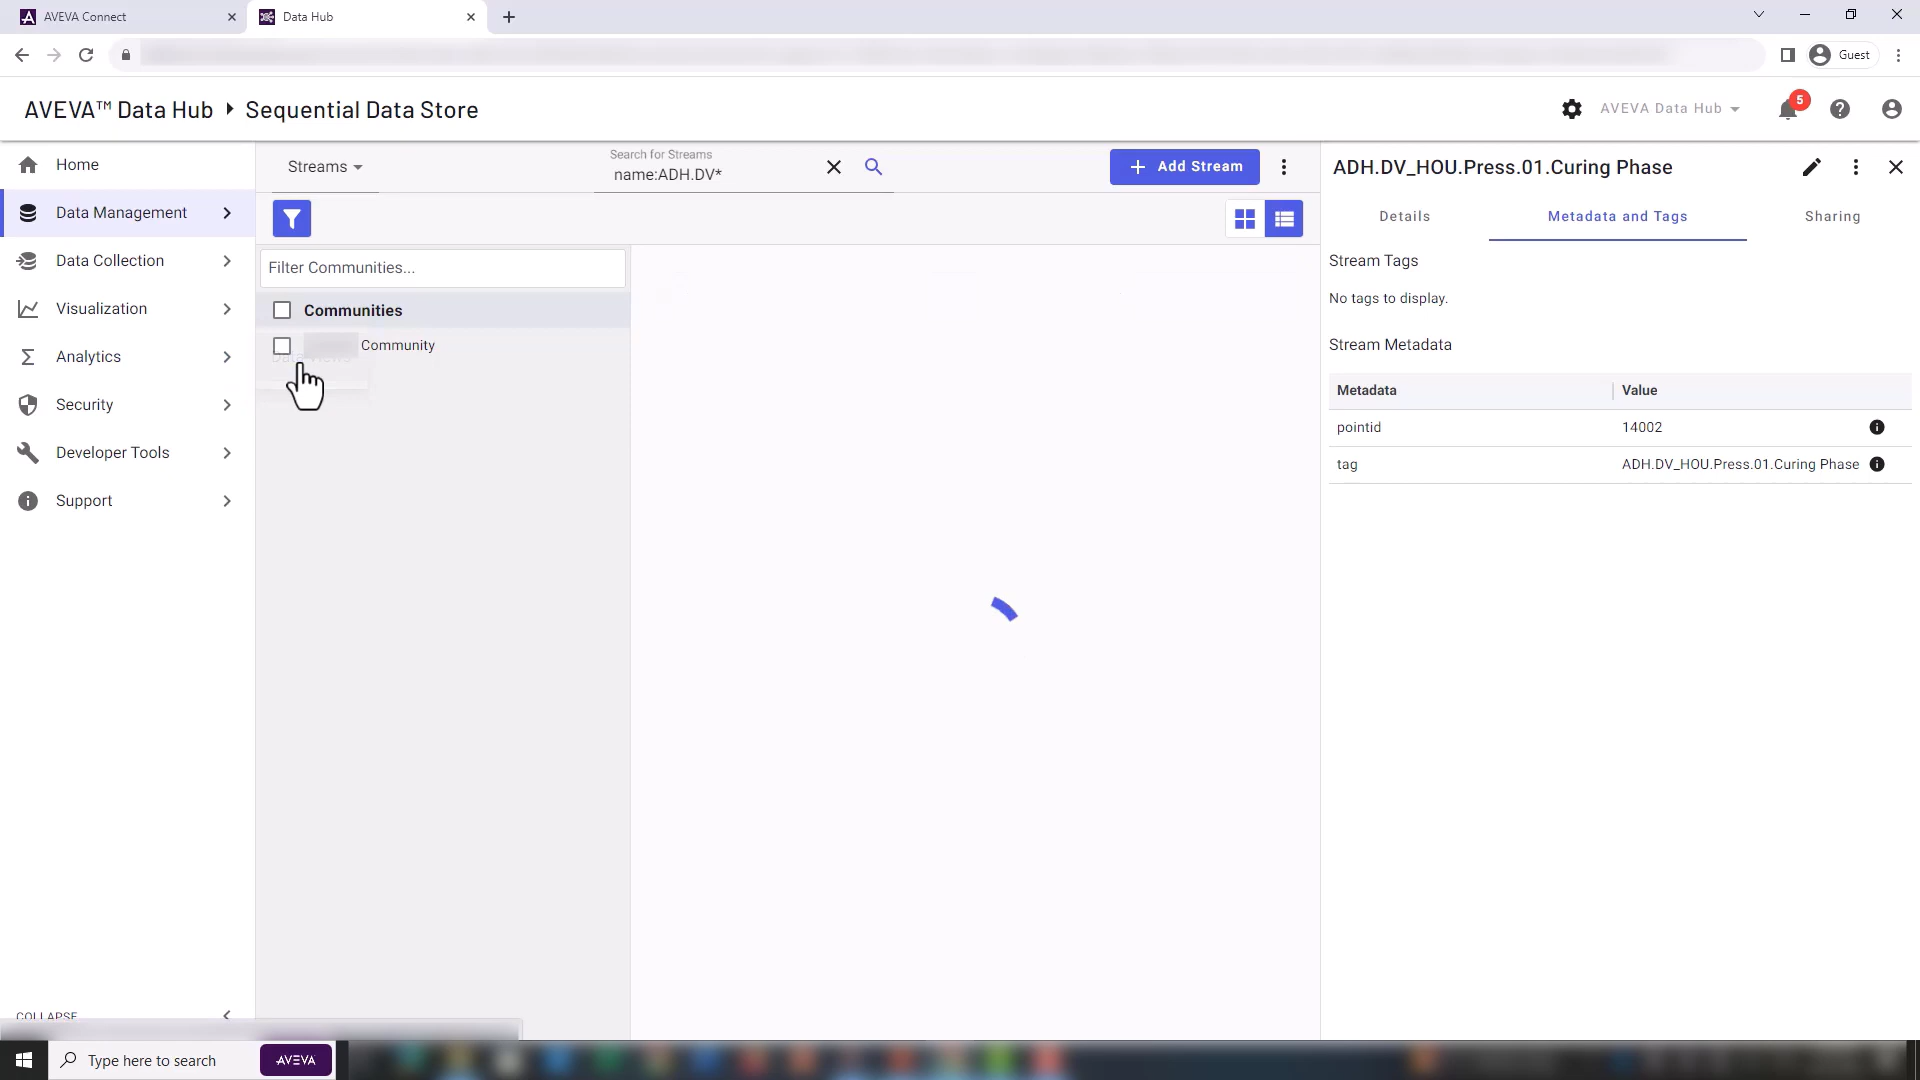 AVEVA Connect
Data Hub
Guest
AVEVA™ Data Hub
Sequential Data Store
AVEVA Data Hub
5
Home
Data Management
Data Collection
Visualization
Analytics
Security
Developer Tools
Support
COLLAPSE
Streams
Search for Streams
name:ADH.DV*
Add Stream
Filter Communities...
Communities
Community
ADH.DV_HOU.Press.01.Curing Phase
Details
Metadata and Tags
Sharing
Stream Tags
No tags to display.
Stream Metadata
Metadata Value
pointid 14002
tag ADH.DV_HOU.Press.01.Curing Phase
Type here to search
AVEVA